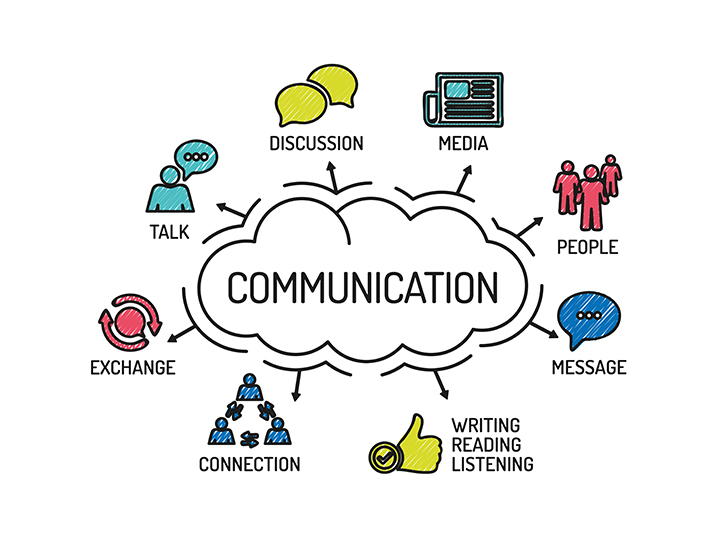 DISCUSSION
MEDIA
TALK
PEOPLE
COMMUNICATION
EXCHANGE
MESSAGE
CONNECTION
WRITING
READING
LISTENING